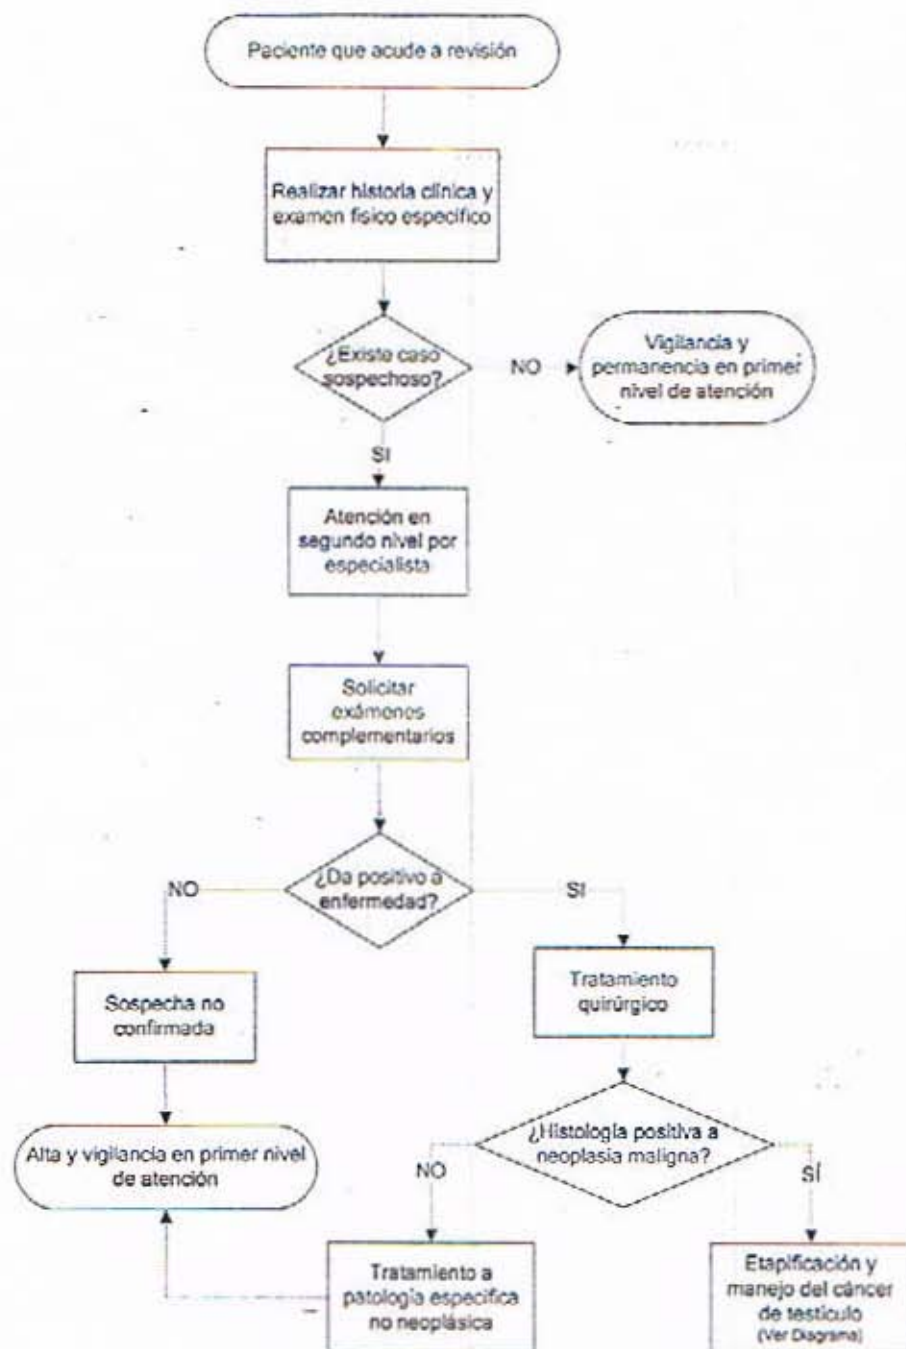 Paciente que acude a revisión
Realizar historia clínica y
examen físico específico
¿Existe caso
sospechoso?
NO
Vigilancia y
permanencia en primer
nivel de atención
SI
Atención en
segundo nivel por
especialista
Solicitar
exámenes
complementarios
¿Da positivo a
enfermedad?
NO
SI
Sospecha no
confirmada
Tratamiento
quirúrgico
Alta y vigilancia en primer nivel
de atención
¿Histología positiva a
neoplasia maligna?
NO
SÍ
Tratamiento a
patología específica
no neoplásica
Etapificación y
manejo del cáncer
de testículo
(Ver Diagrama)